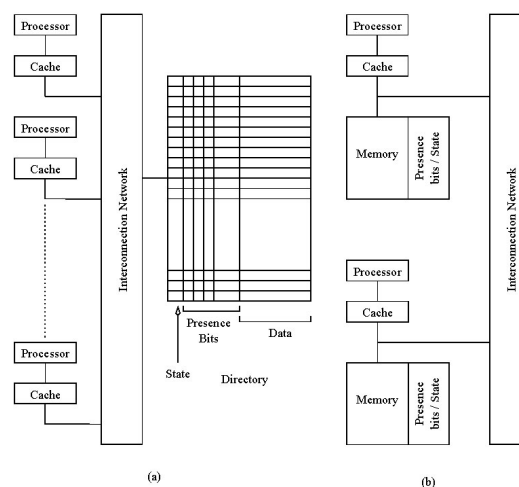 Processor
Cache
Processor
Cache
Processor
Cache
Interconnection Network
Presence
Bits
Data
State
Directory
(a)
Processor
Cache
Memory
Presence
bits / State
Processor
Cache
Memory
Presence
bits / State
Interconnection Network
(b)